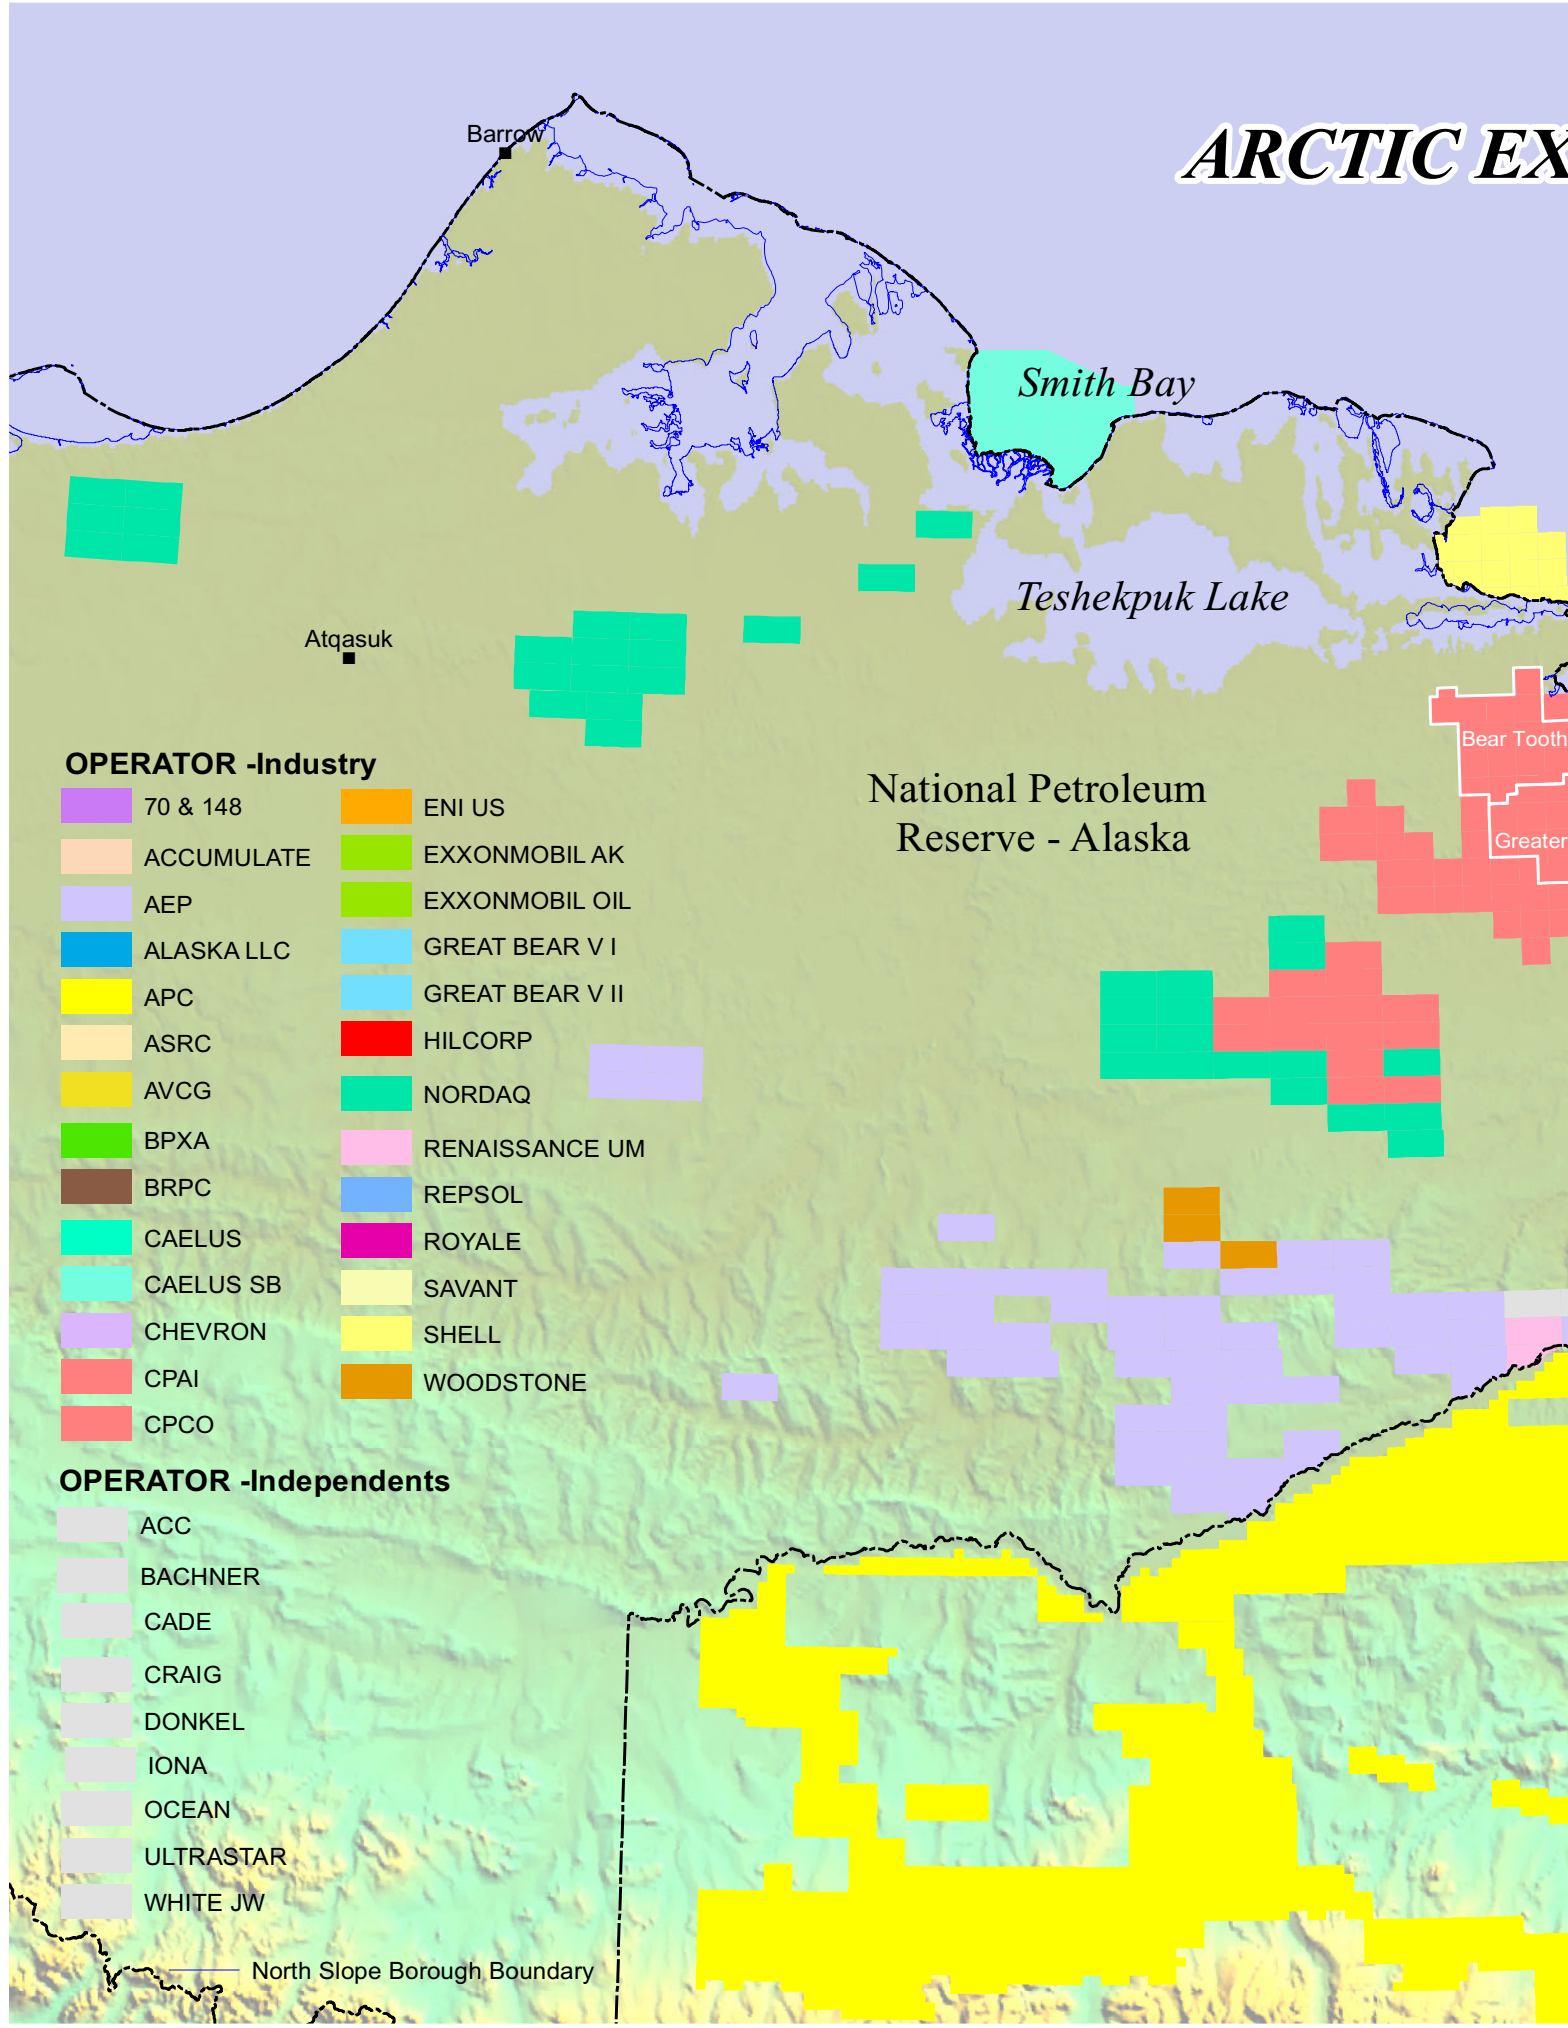 ARCTIC EX
Barrow
Smith Bay
Teshekpuk Lake
Atqasuk
Bear Tooth
National Petroleum
Reserve - Alaska
Greater
OPERATOR -Industry
70 & 148
ACCUMULATE
AEP
ALASKA LLC
APC
ASRC
AVCG
BPXA
BRPC
CAELUS
CAELUS SB
CHEVRON
CPAI
CPCO
ENI US
EXXONMOBIL AK
EXXONMOBIL OIL
GREAT BEAR V I
GREAT BEAR V II
HILCORP
NORDAQ
RENAISSANCE UM
REPSOL
ROYALE
SAVANT
SHELL
WOODSTONE
OPERATOR -Independents
ACC
BACHNER
CADE
CRAIG
DONKEL
IONA
OCEAN
ULTRASTAR
WHITE JW
North Slope Borough Boundary